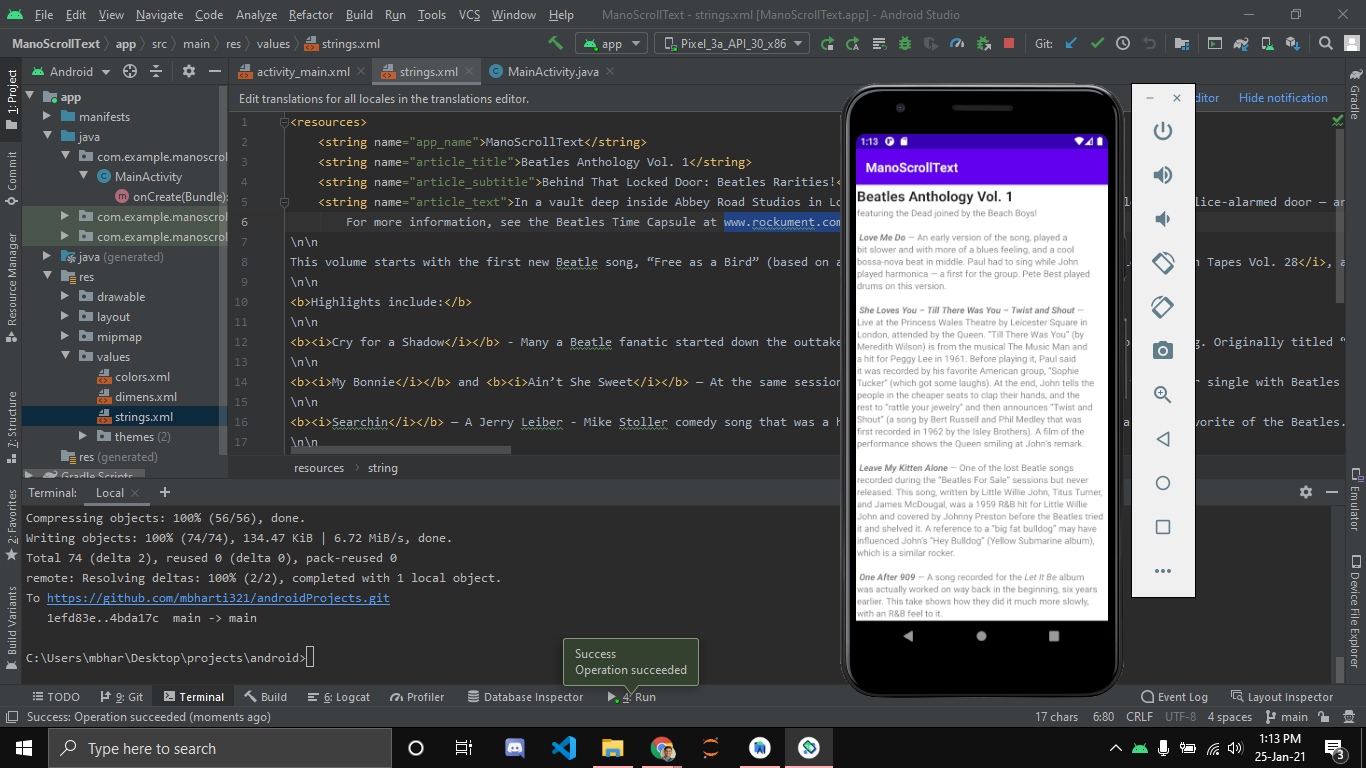 File Edit View Navigate Code Analyze Refactor Build Run Tools VCS Window Help ManoScrollText - strings.xml [ManoScrollText.app] - Android Studio
ManoScrollText app src main res values strings.xml app Pixel_3a_API_30_x86 Git:
Android activity_main.xml strings.xml MainActivity.java
Edit translations for all locales in the translations editor. ditor Hide notification
1: Project
Commit
Resource Manager
7: Structure
2: Favorites
Build Variants
app
manifests
java
com.example.manoscrol
MainActivity
onCreate(Bundle):
com.example.manoscrol
com.example.manoscrol
java (generated)
res
drawable
layout
mipmap
values
colors.xml
dimens.xml
strings.xml
themes (2)
res (generated)
Gradle Scripts
1 <resources>
2 <string name="app_name">ManoScrollText</string>
3 <string name="article_title">Beatles Anthology Vol. 1</string>
4 <string name="article_subtitle">Behind That Locked Door: Beatles Rarities!<
5 <string name="article_text">In a vault deep inside Abbey Road Studios in Lo
lice-alarmed door — an
6 For more information, see the Beatles Time Capsule at www.rockument.com
7 \n\n
8 This volume starts with the first new Beatle song, “Free as a Bird” (based on a
n Tapes Vol. 28</i>, a
9 \n\n
10 <b>Highlights include:</b>
11 \n\n
12 <b><i>Cry for a Shadow</i></b> - Many a Beatle fanatic started down the outtake
g. Originally titled “
13 \n\n
14 <b><i>My Bonnie</i></b> and <b><i>Ain’t She Sweet</i></b> — At the same session
r single with Beatles
15 \n\n
16 <b><i>Searchin</i></b> — A Jerry Leiber - Mike Stoller comedy song that was a h
avorite of the Beatles.
17 \n\n
resources string
1:13
ManoScrollText
Beatles Anthology Vol. 1
featuring the Dead joined by the Beach Boys!
Love Me Do — An early version of the song, played a
bit slower and with more of a blues feeling, and a cool
bossa-nova beat in middle. Paul had to sing while John
played harmonica — a first for the group. Pete Best played
drums on this version.
She Loves You – Till There Was You – Twist and Shout —
Live at the Princess Wales Theatre by Leicester Square in
London, attended by the Queen. “Till There Was You” (by
Meredith Wilson) is from the musical The Music Man and
a hit for Peggy Lee in 1961. Before playing it, Paul said
it was recorded by his favorite American group, “Sophie
Tucker” (which got some laughs). At the end, John tells the
people in the cheaper seats to clap their hands, and the
rest to “rattle your jewelry” and then announces “Twist and
Shout” (a song by Bert Russell and Phil Medley that was
first recorded in 1962 by the Isley Brothers). A film of the
performance shows the Queen smiling at John’s remark.
Leave My Kitten Alone — One of the lost Beatle songs
recorded during the “Beatles For Sale” sessions but never
released. This song, written by Little Willie John, Titus Turner,
and James McDougal, was a 1959 R&B hit for Little Willie
John and covered by Johnny Preston before the Beatles tried
it and shelved it. A reference to a “big fat bulldog” may have
influenced John’s “Hey Bulldog” (Yellow Submarine album),
which is a similar rocker.
One After 909 — A song recorded for the Let It Be album
was actually worked on way back in the beginning, six years
earlier. This take shows how they did it much more slowly,
with an R&B feel to it.
Gradle
Emulator
Device File Explorer
Terminal: Local
Compressing objects: 100% (56/56), done.
Writing objects: 100% (74/74), 134.47 KiB | 6.72 MiB/s, done.
Total 74 (delta 2), reused 0 (delta 0), pack-reused 0
remote: Resolving deltas: 100% (2/2), completed with 1 local object.
To https://github.com/mbharti321/androidProjects.git
1efd83e..4bda17c main -> main
C:\Users\mbhar\Desktop\projects\android>
Success
Operation succeeded
TODO 9: Git Terminal Build 6: Logcat Profiler Database Inspector 4: Run Event Log Layout Inspector
Success: Operation succeeded (moments ago) 17 chars 6:80 CRLF UTF-8 4 spaces main
Type here to search
1:13 PM
25-Jan-21
3